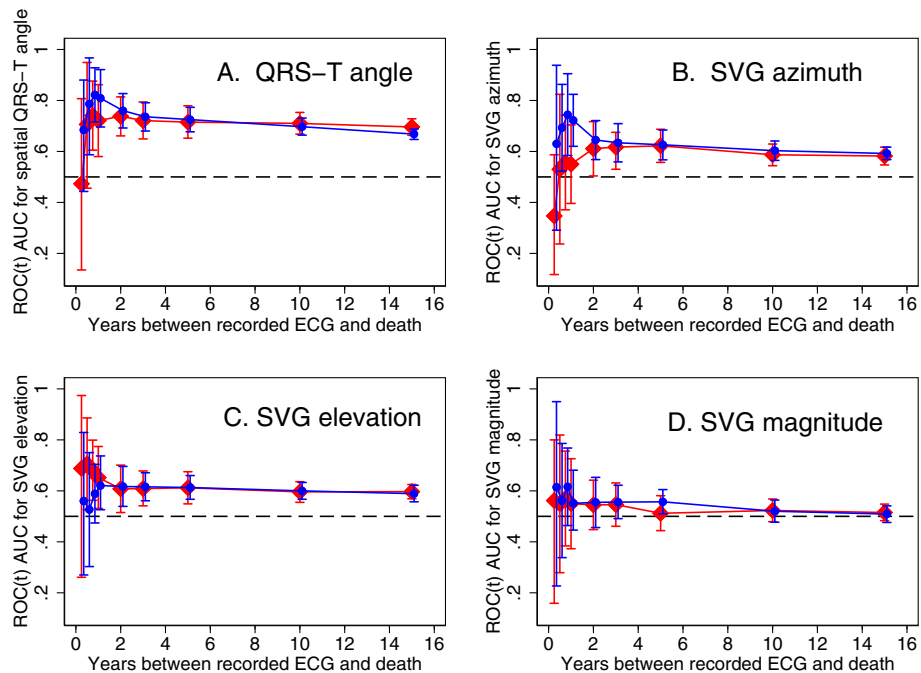 A. QRS−T angle
ROC(t) AUC for spatial QRS−T angle
.2 .4 .6 .8 1
0 2 4 6 8 10 12 14 16
Years between recorded ECG and death
B. SVG azimuth
ROC(t) AUC for SVG azimuth
.2 .4 .6 .8 1
0 2 4 6 8 10 12 14 16
Years between recorded ECG and death
C. SVG elevation
ROC(t) AUC for SVG elevation
.2 .4 .6 .8 1
0 2 4 6 8 10 12 14 16
Years between recorded ECG and death
D. SVG magnitude
ROC(t) AUC for SVG magnitude
.2 .4 .6 .8 1
0 2 4 6 8 10 12 14 16
Years between recorded ECG and death